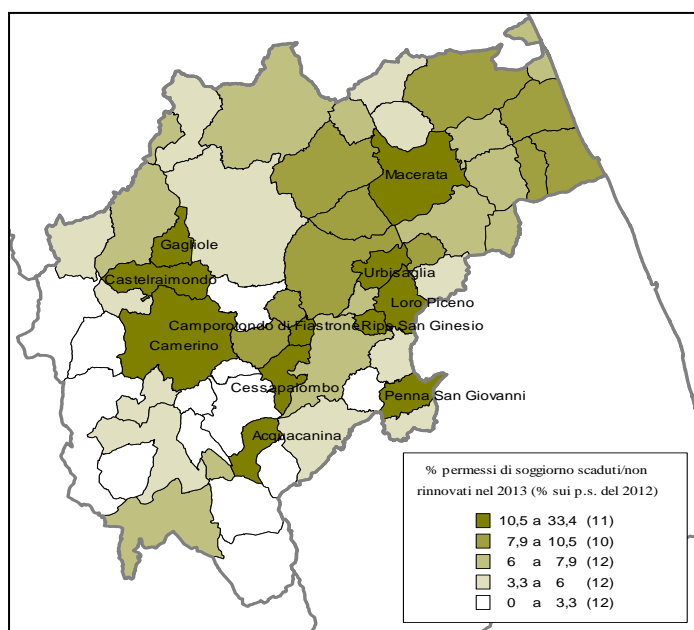 Macerata
Gagliole
Urbisaglia
Castelraimondo
Loro Piceno
Camporotondo di Fiastrone
Ripe San Ginesio
Camerino
Cessapalombo
Penna San Giovanni
Acquacanina
% permessi di soggiorno scaduti/non
rinnovati nel 2013 (% sui p.s. del 2012)
10,5 a 33,4 (11)
7,9 a 10,5 (10)
6 a 7,9 (12)
3,3 a 6 (12)
0 a 3,3 (12)